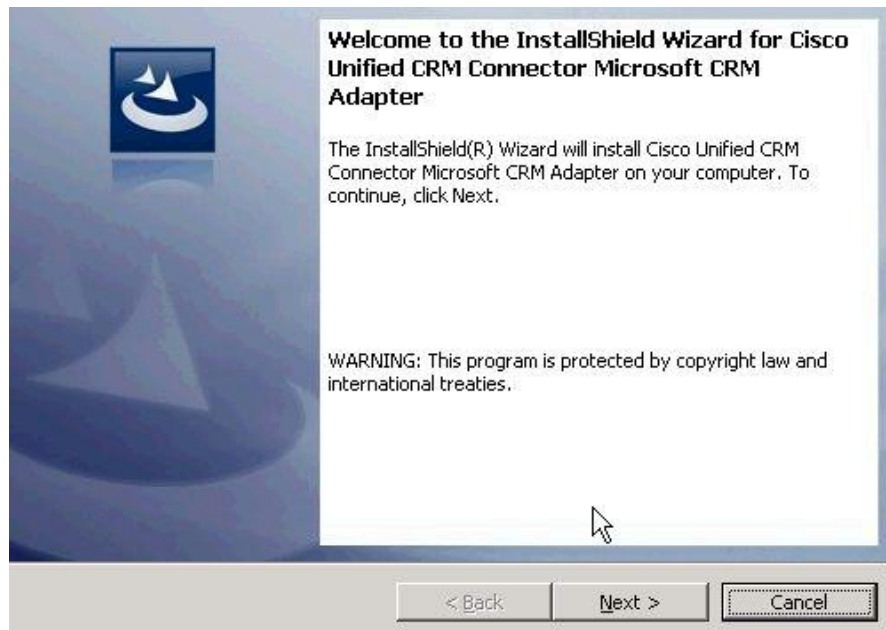 Welcome to the InstallShield Wizard for Cisco
Unified CRM Connector Microsoft CRM
Adapter
The InstallShield(R) Wizard will install Cisco Unified CRM
Connector Microsoft CRM Adapter on your computer. To
continue, click Next.
WARNING: This program is protected by copyright law and
international treaties.
< Back
Next >
Cancel